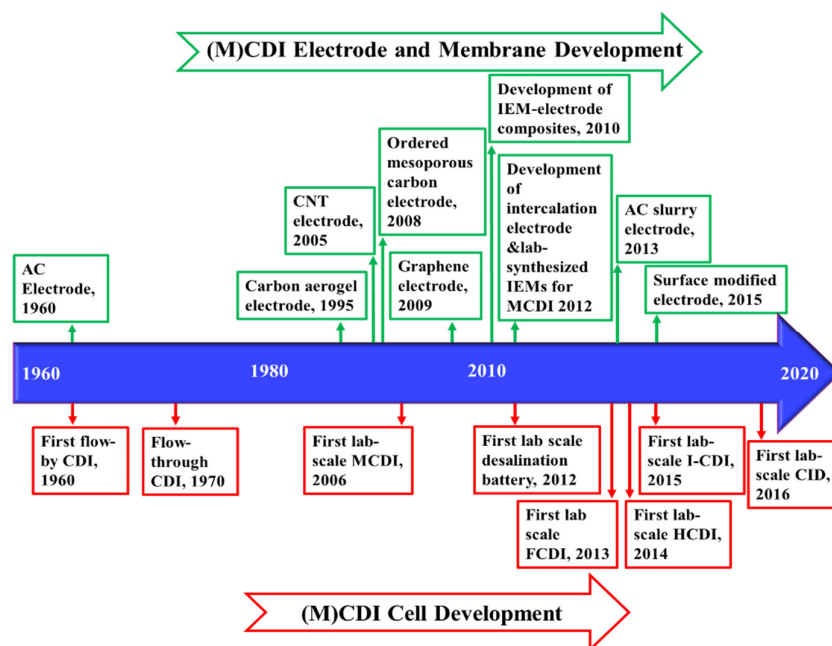 (M)CDI Electrode and Membrane Development
Development of
IEM-electrode
composites, 2010
Ordered
mesoporous
carbon
electrode,
2008
Development
of
intercalation
electrode
&lab-
synthesized
IEMs for
MCDI 2012
CNT
electrode,
2005
AC slurry
electrode,
2013
AC
Electrode,
1960
Carbon aerogel
electrode, 1995
Graphene
electrode,
2009
Surface modified
electrode, 2015
1960
1980
2010
2020
First flow-
by CDI,
1960
Flow-
through
CDI, 1970
First lab-
scale MCDI,
2006
First lab scale
desalination
battery, 2012
First lab-
scale I-CDI,
2015
First lab-
scale CID,
2016
First lab
scale
FCDI, 2013
First lab-
scale HCDI,
2014
(M)CDI Cell Development